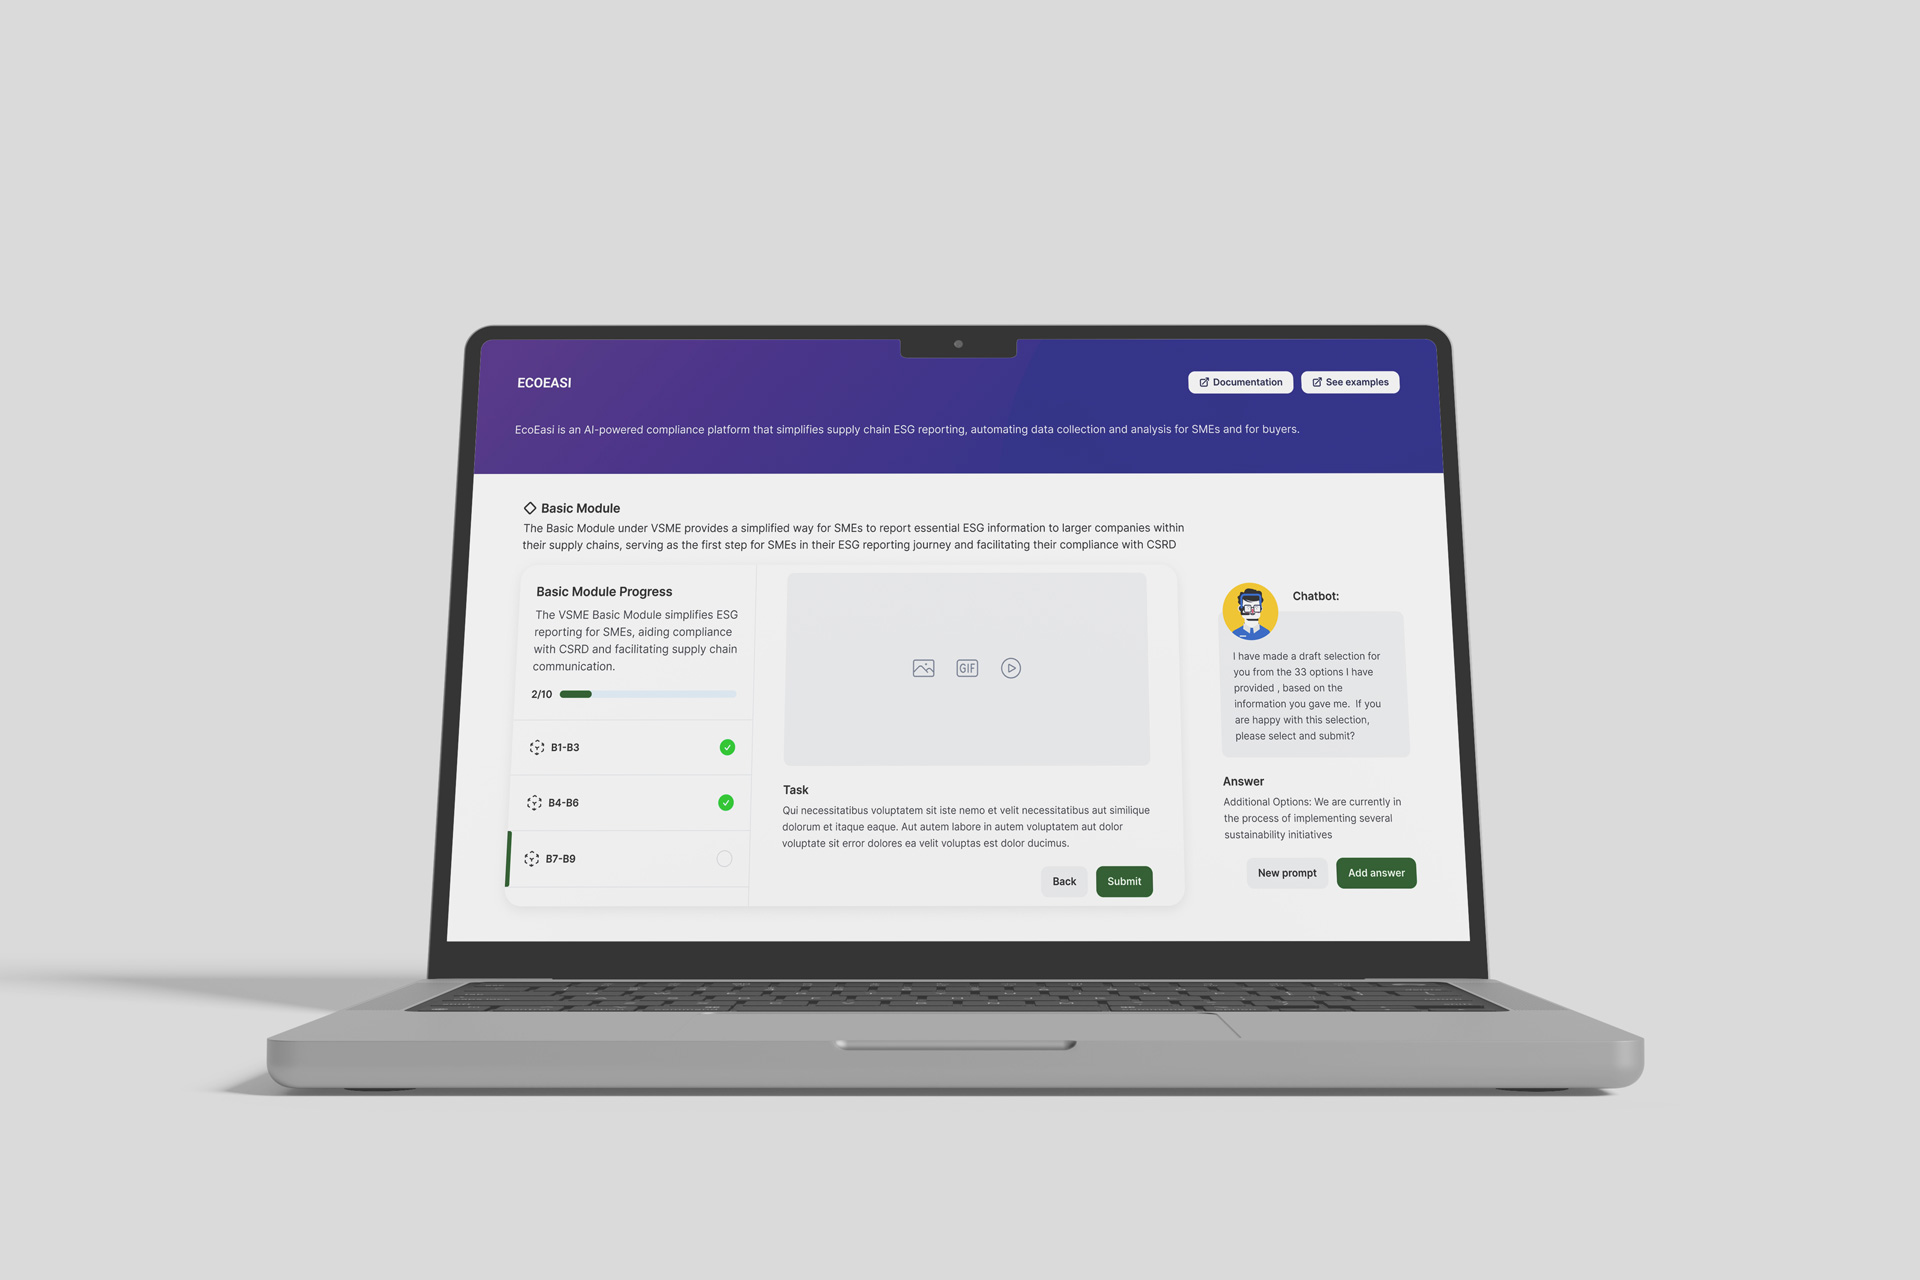 ECOEASI
Documentation
See examples
EcoEasi is an AI-powered compliance platform that simplifies supply chain ESG reporting, automating data collection and analysis for SMEs and for buyers.
Basic Module
The Basic Module under VSME provides a simplified way for SMEs to report essential ESG information to larger companies within
their supply chains, serving as the first step for SMEs in their ESG reporting journey and facilitating their compliance with CSRD
Basic Module Progress
The VSME Basic Module simplifies ESG
reporting for SMEs, aiding compliance
with CSRD and facilitating supply chain
communication.
2/10
B1-B3
B4-B6
B7-B9
GIF
Task
Qui necessitatibus voluptatem sit iste nemo et velit necessitatibus aut similique
dolorum et itaque eaque. Aut autem labore in autem voluptatem aut dolor
voluptate sit error dolores ea velit voluptas est dolor ducimus.
Back
Submit
Chatbot:
I have made a draft selection for
you from the 33 options I have
provided , based on the
information you gave me.  If you
are happy with this selection,
please select and submit?
Answer
Additional Options: We are currently in
the process of implementing several
sustainability initiatives
New prompt
Add answer